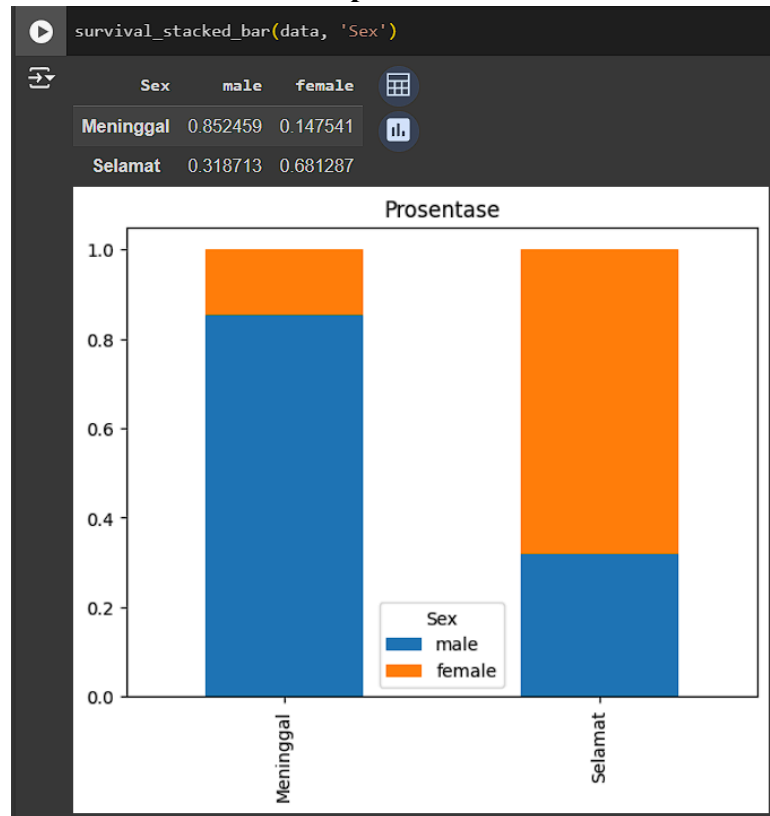 survival_stacked_bar(data, 'Sex')
Sex male female
Meninggal 0.852459 0.147541
Selamat 0.318713 0.681287
Prosentase
1.0
0.8
0.6
0.4
0.2
0.0
Sex
male
female
Meninggal
Selamat